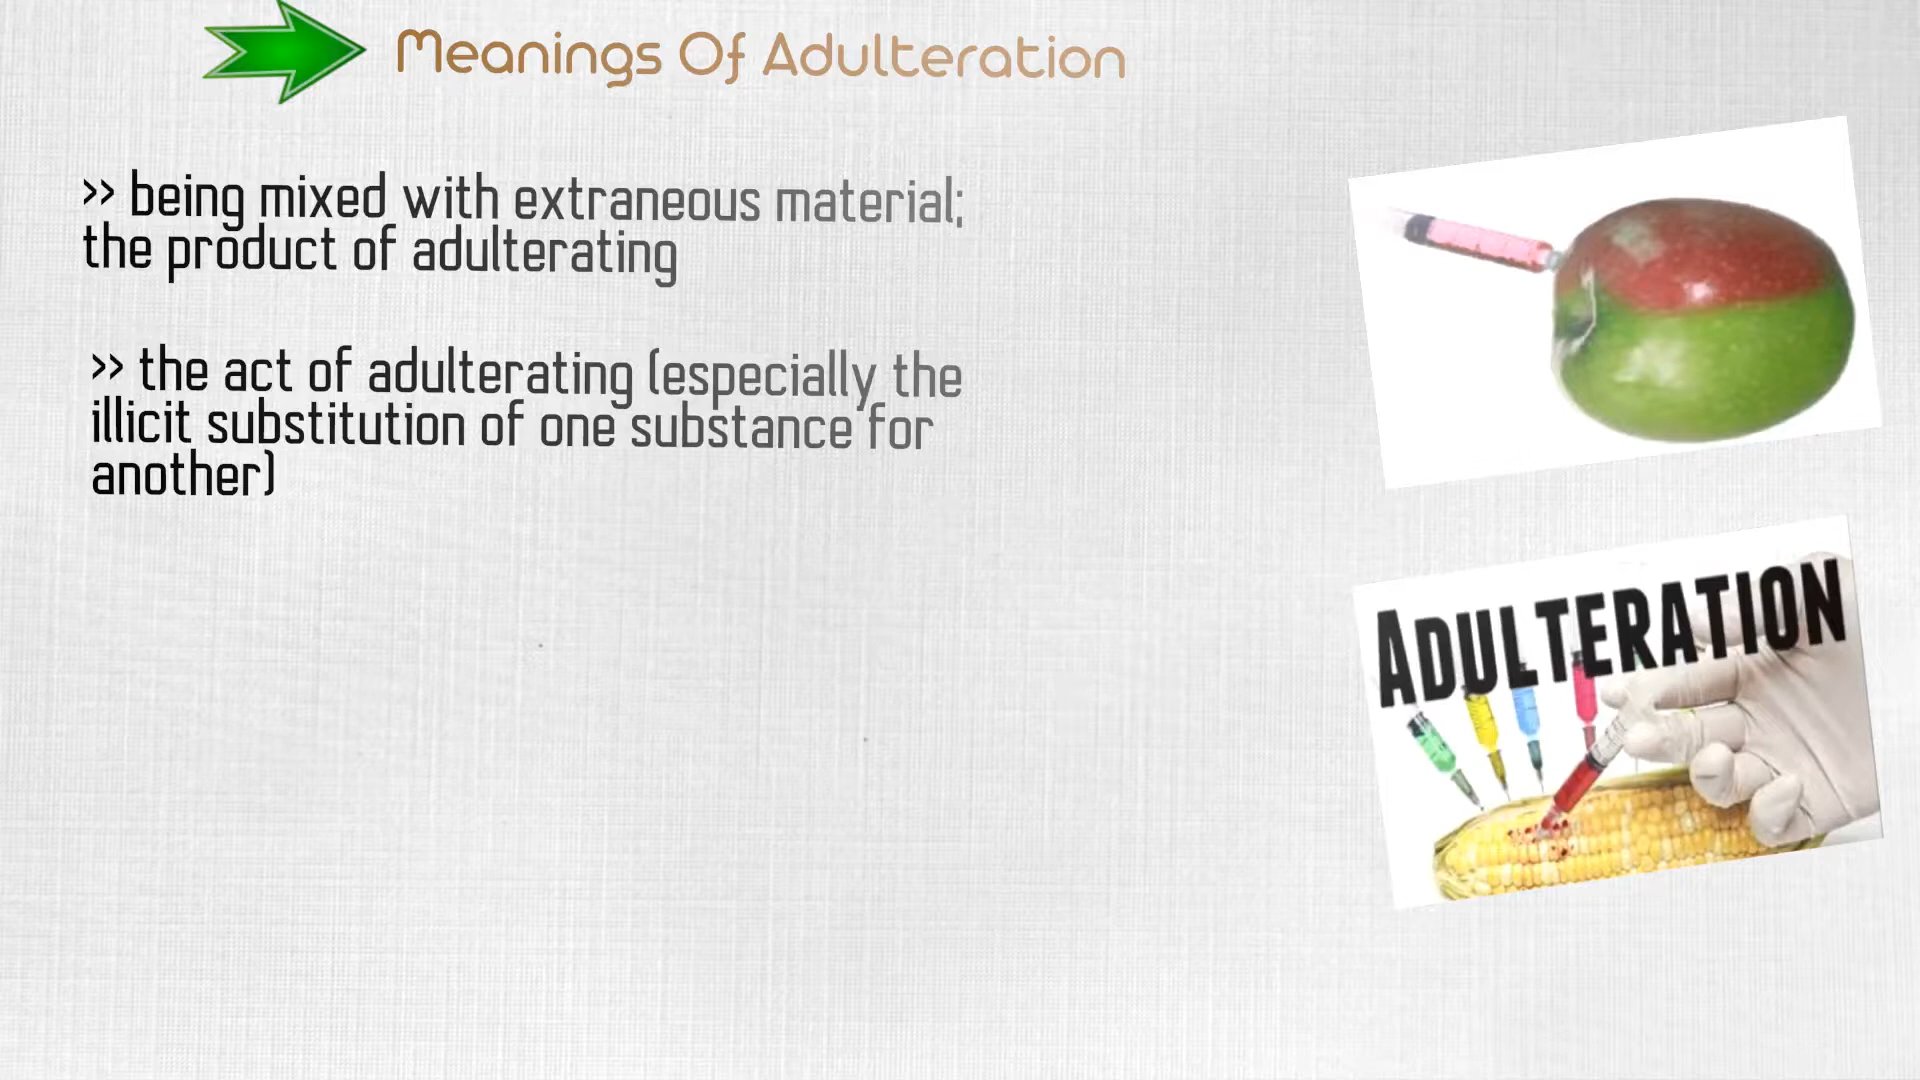 Meanings Of Adulteration
>> being mixed with extraneous material;
the product of adulterating
>> the act of adulterating (especially the
illicit substitution of one substance for
another)
ADULTERATION